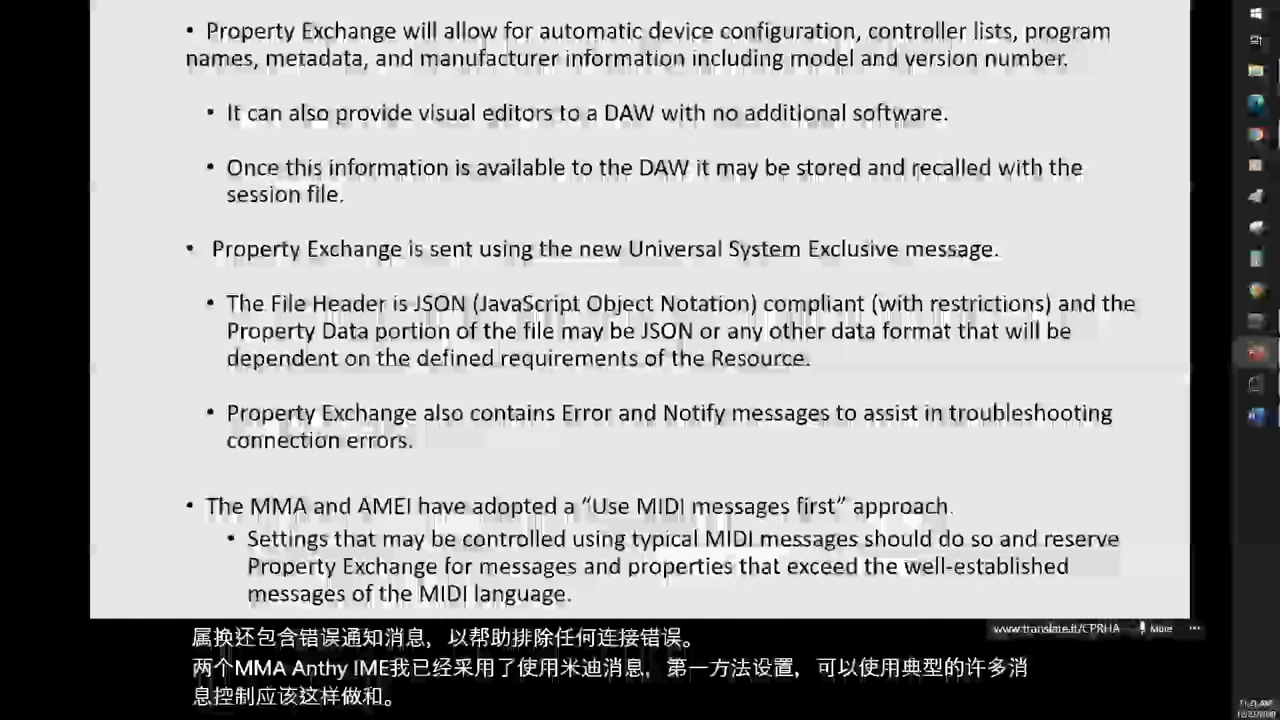 • Property Exchange will allow for automatic device configuration, controller lists, program
names, metadata, and manufacturer information including model and version number.
• It can also provide visual editors to a DAW with no additional software.
• Once this information is available to the DAW it may be stored and recalled with the
session file.
• Property Exchange is sent using the new Universal System Exclusive message.
• The File Header is JSON (JavaScript Object Notation) compliant (with restrictions) and the
Property Data portion of the file may be JSON or any other data format that will be
dependent on the defined requirements of the Resource.
• Property Exchange also contains Error and Notify messages to assist in troubleshooting
connection errors.
• The MMA and AMEI have adopted a “Use MIDI messages first” approach.
• Settings that may be controlled using typical MIDI messages should do so and reserve
Property Exchange for messages and properties that exceed the well-established
messages of the MIDI language.
www.translate.it/CPRHA More ...
属换还包含错误通知消息，以帮助排除任何连接错误。
两个MMA Anthy IME我已经采用了使用米迪消息，第一方法设置，可以使用典型的许多消
息控制应该这样做和。